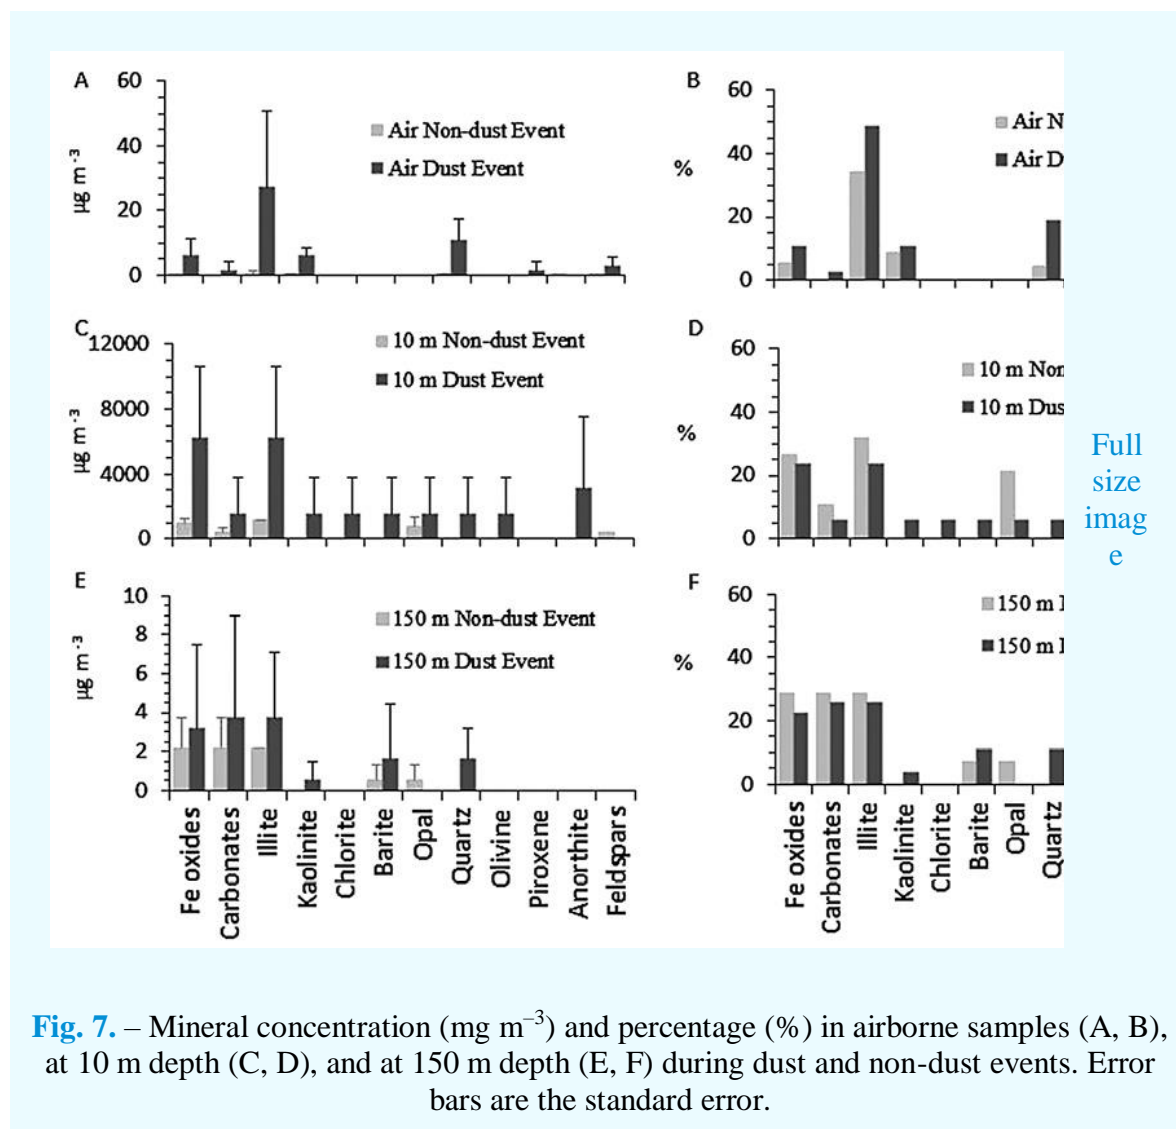 A
60
40
20
0
µg m⁻³
Air Non-dust Event
Air Dust Event
B
60
40
20
0
%
Air N
Air D
C
12000
8000
4000
0
µg m⁻³
10 m Non-dust Event
10 m Dust Event
D
60
40
20
0
%
10 m Non
10 m Dus
E
10
8
6
4
2
0
µg m⁻³
150 m Non-dust Event
150 m Dust Event
F
60
40
20
0
%
150 m
150 m
Fe oxides
Carbonates
Illite
Kaolinite
Chlorite
Barite
Opal
Quartz
Olivine
Piroxene
Anorthite
Feldspars
Fe oxides
Carbonates
Illite
Kaolinite
Chlorite
Barite
Opal
Quartz
Full
size
imag
e
Fig. 7. – Mineral concentration (mg m–3) and percentage (%) in airborne samples (A, B),
at 10 m depth (C, D), and at 150 m depth (E, F) during dust and non-dust events. Error
bars are the standard error.